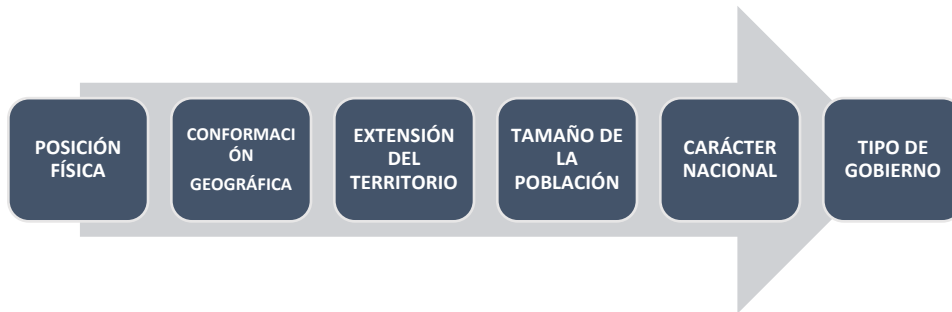 POSICIÓN
FÍSICA
CONFORMACI
ÓN
GEOGRÁFICA
EXTENSIÓN
DEL
TERRITORIO
TAMAÑO DE
LA
POBLACIÓN
CARÁCTER
NACIONAL
TIPO DE
GOBIERNO